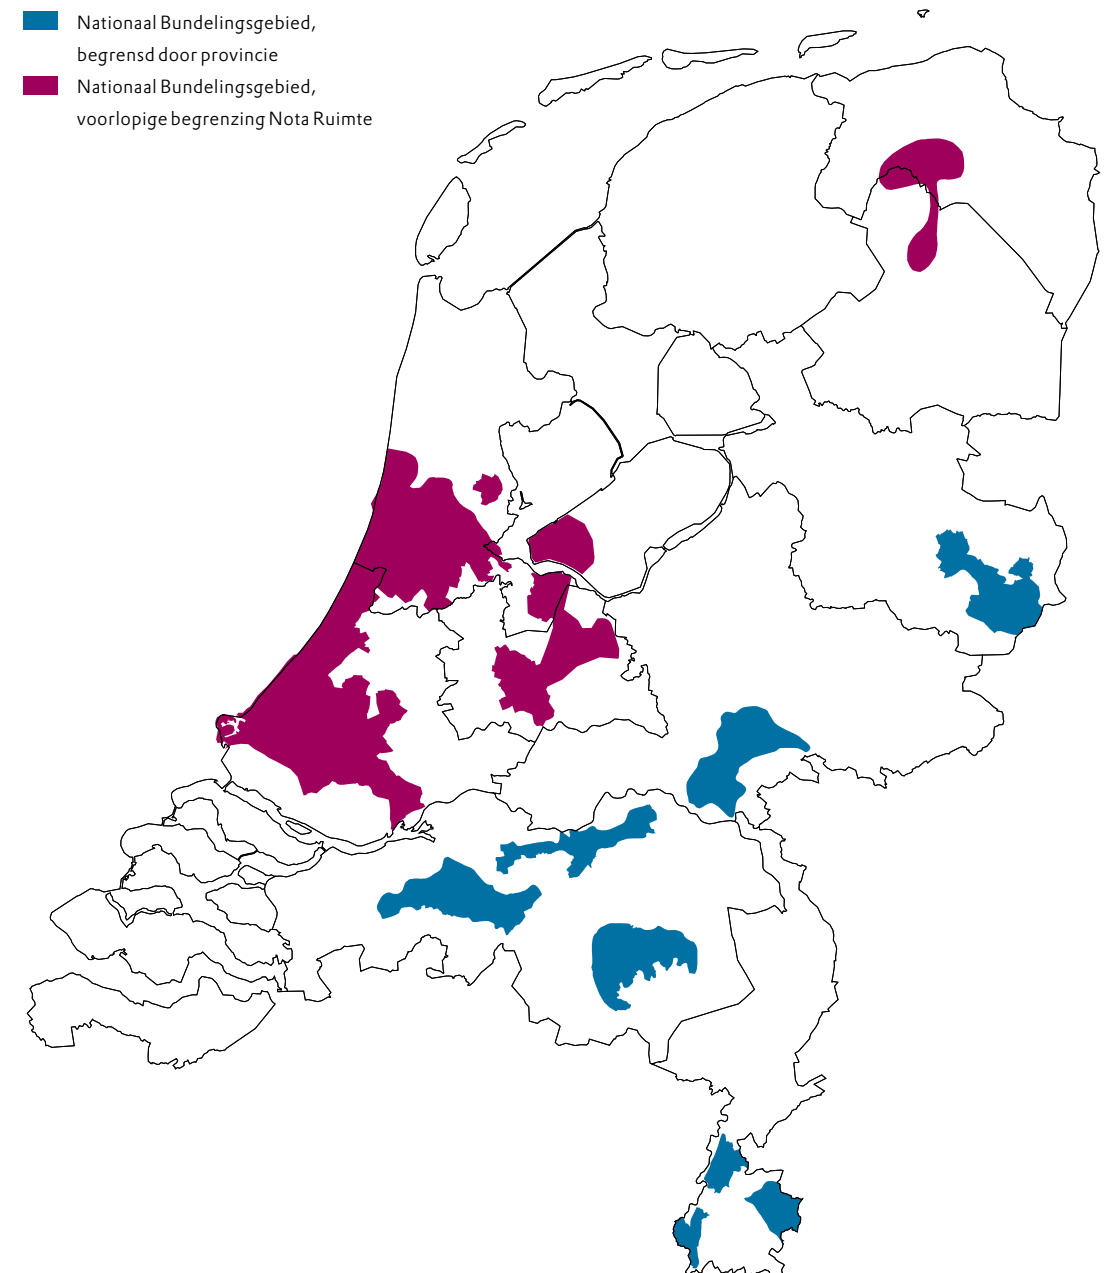 Nationaal Bundelingsgebied,
begrensd door provincie
Nationaal Bundelingsgebied,
voorlopige begrenzing Nota Ruimte